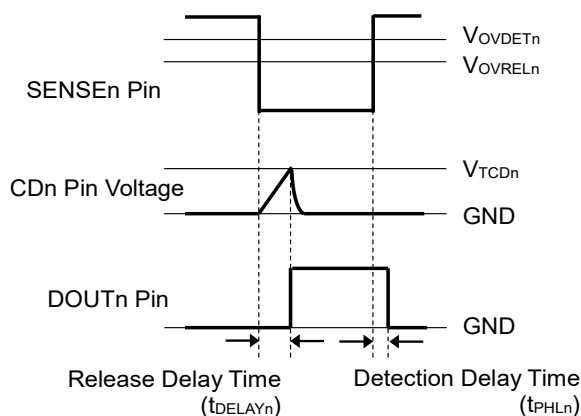 VOVDETn
VOVRELn
SENSEn Pin
VTCDn
CDn Pin Voltage
GND
DOUTn Pin
GND
Release Delay Time
(tDELAYn)
Detection Delay Time
(tPHLn)